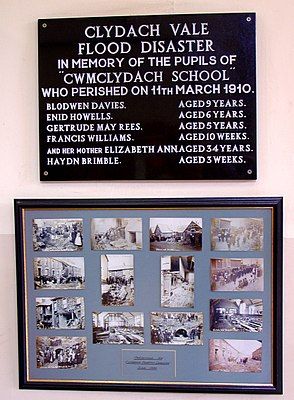 CLYDACH VALE
FLOOD DISASTER
IN MEMORY OF THE PUPILS OF
"CWMCLYDACH SCHOOL"
WHO PERISHED ON 11TH MARCH 1910.
BLODWEN DAVIES. AGED 9 YEARS.
ENID HOWELLS. AGED 6 YEARS.
GERTRUDE MAY REES. AGED 5 YEARS.
FRANCIS WILLIAMS. AGED 10 WEEKS.
AND HER MOTHER ELIZABETH ANN AGED 34 YEARS.
HAYDN BRIMBLE. AGED 3 WEEKS.